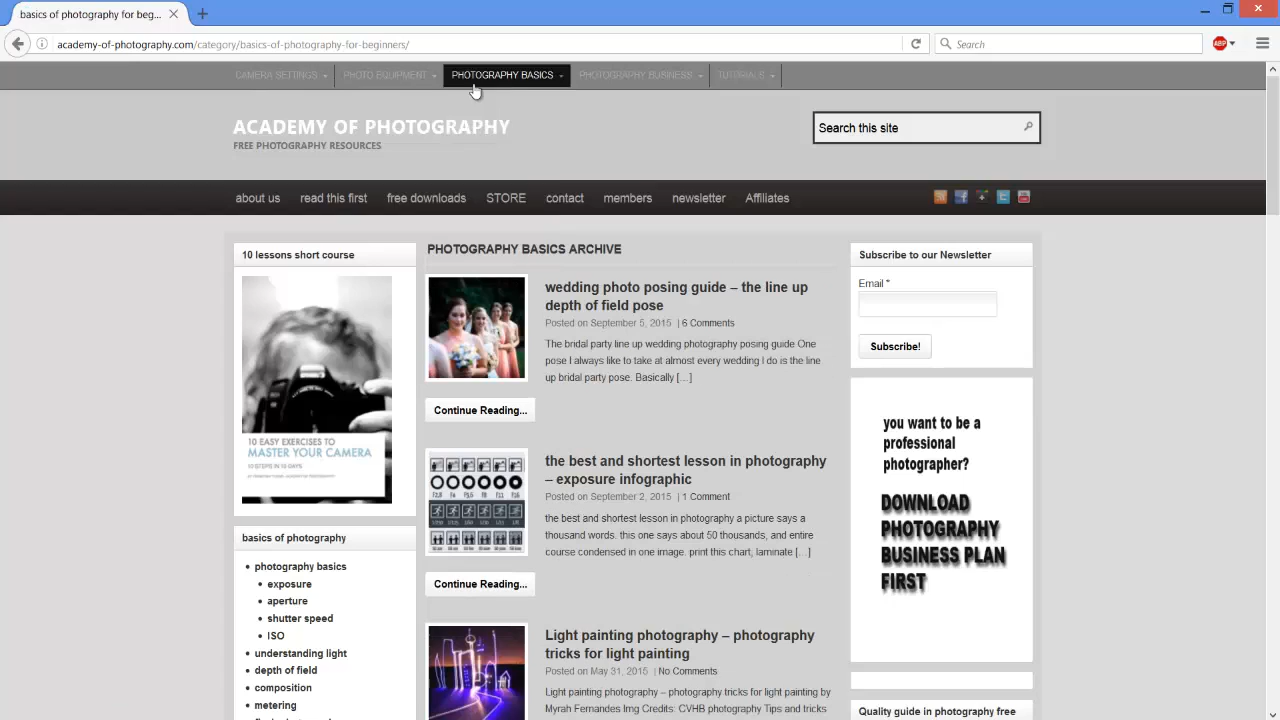 basics of photography for beg...
academy-of-photography.com/category/basics-of-photography-for-beginners/
Search
ABP
CAMERA SETTINGS
PHOTO EQUIPMENT
PHOTOGRAPHY BASICS
PHOTOGRAPHY BUSINESS
TUTORIALS
ACADEMY OF PHOTOGRAPHY
FREE PHOTOGRAPHY RESOURCES
Search this site
about us
read this first
free downloads
STORE
contact
members
newsletter
Affiliates
10 lessons short course
10 EASY EXERCISES TO
MASTER YOUR CAMERA
10 STEPS IN 10 DAYS
basics of photography
photography basics
exposure
aperture
shutter speed
ISO
understanding light
depth of field
composition
metering
PHOTOGRAPHY BASICS ARCHIVE
wedding photo posing guide – the line up
depth of field pose
Posted on September 5, 2015 | 6 Comments
The bridal party line up wedding photography posing guide One
pose I always like to take at almost every wedding I do is the line
up bridal party pose. Basically […]
Continue Reading...
the best and shortest lesson in photography
– exposure infographic
Posted on September 2, 2015 | 1 Comment
the best and shortest lesson in photography a picture says a
thousand words. this one says about 50 thousands, and entire
course condensed in one image. print this chart, laminate […]
Continue Reading...
Light painting photography – photography
tricks for light painting
Posted on May 31, 2015 | No Comments
Light painting photography – photography tricks for light painting by
Myrah Fernandes Img Credits: CVHB photography Tips and tricks
Subscribe to our Newsletter
Email *
Subscribe!
you want to be a
professional
photographer?
DOWNLOAD
PHOTOGRAPHY
BUSINESS PLAN
FIRST
Quality guide in photography free